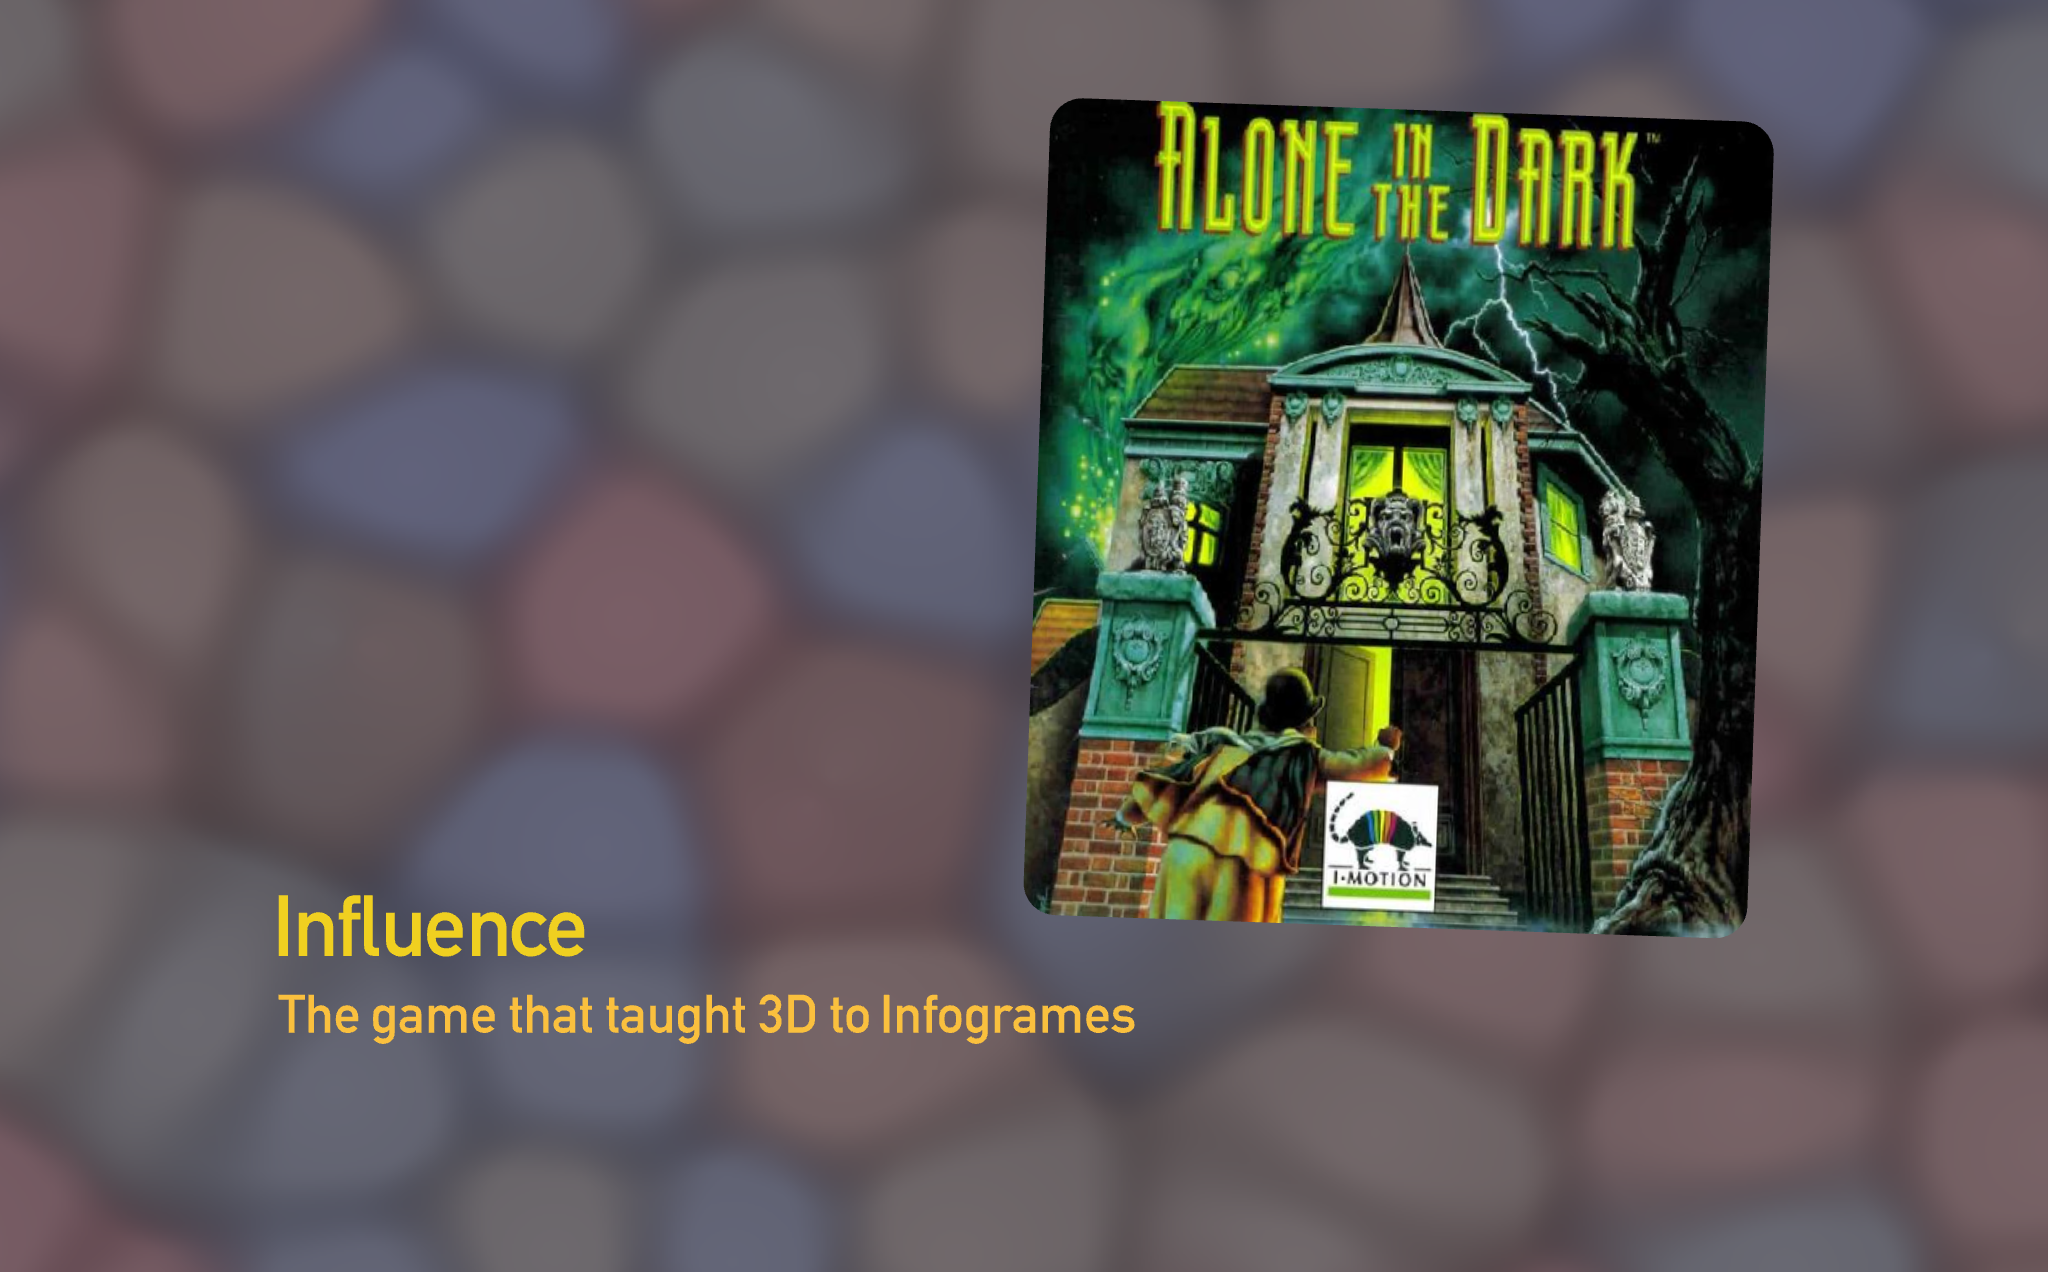 ALONE IN THE DARK™
I·MOTION
Influence
The game that taught 3D to Infogrames